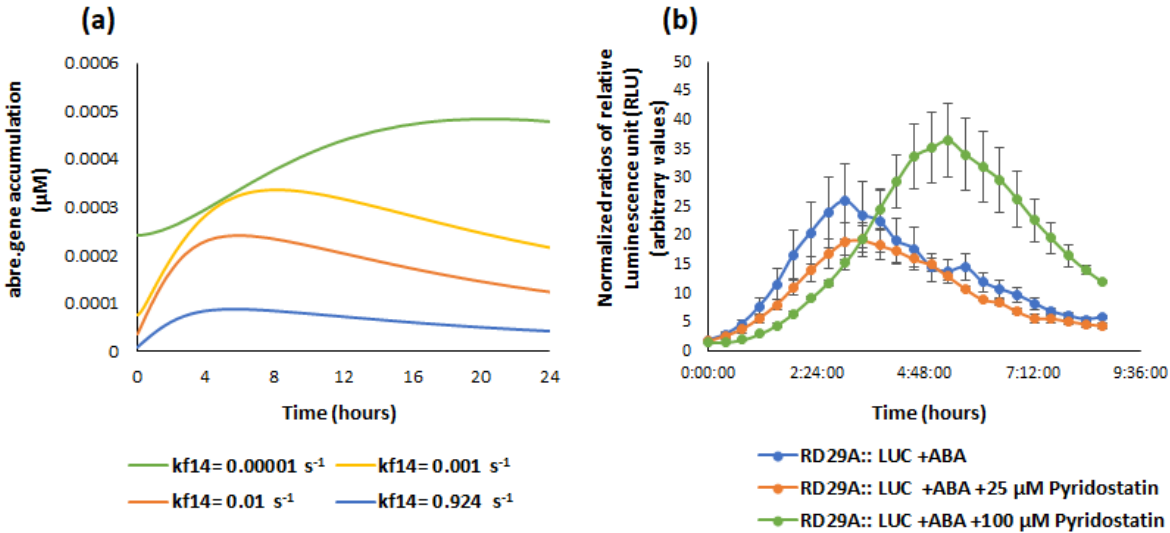 (a)
abre.gene accumulation
(µM)
0.0006
0.0005
0.0004
0.0003
0.0002
0.0001
0
0 4 8 12 16 20 24
Time (hours)
kf14= 0.00001 s⁻¹ kf14= 0.001 s⁻¹
kf14= 0.01 s⁻¹ kf14= 0.924 s⁻¹
(b)
Normalized ratios of relative
Luminescence unit (RLU)
(arbitrary values)
50
45
40
35
30
25
20
15
10
5
0
0:00:00 2:24:00 4:48:00 7:12:00 9:36:00
Time (hours)
RD29A:: LUC +ABA
RD29A:: LUC +ABA +25 µM Pyridostatin
RD29A:: LUC +ABA +100 µM Pyridostatin